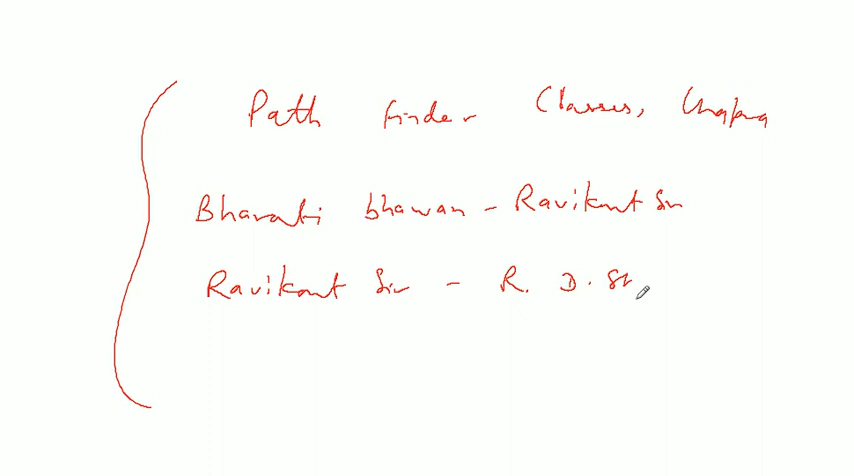 Path finder Classes, Chapra
Bharati bhawan - Ravikant Sir
Ravikant Sir - R. D. Sh